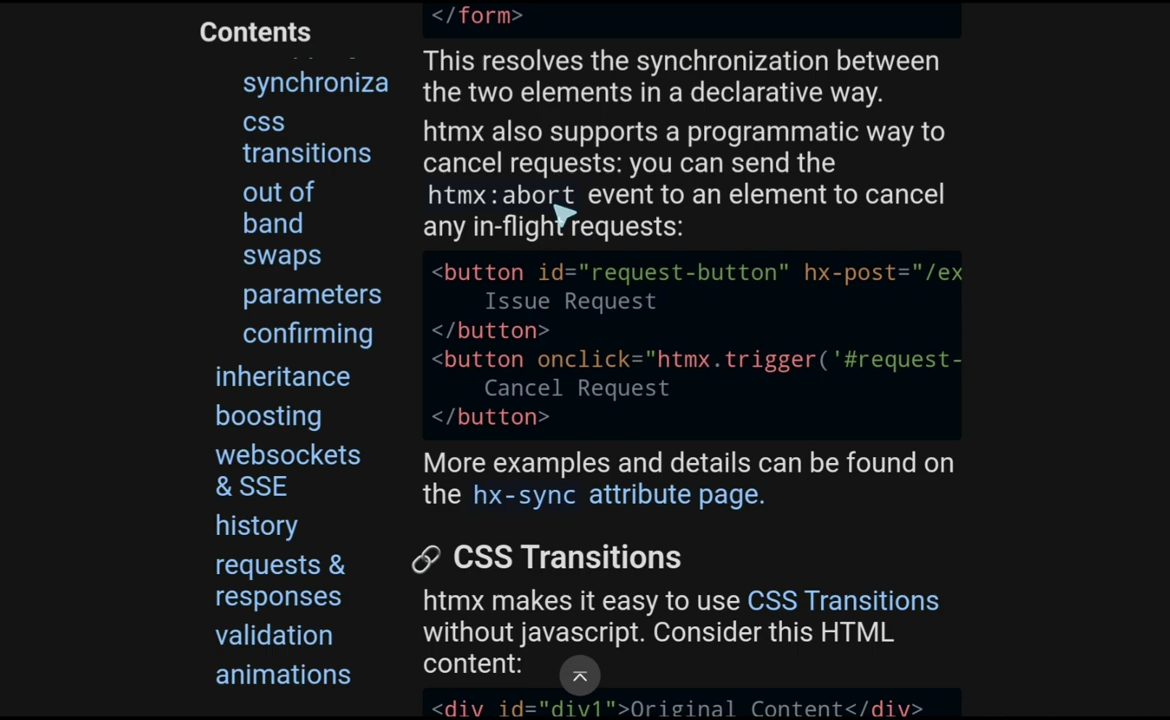 Contents
synchroniza
css
transitions
out of
band
swaps
parameters
confirming
inheritance
boosting
websockets
& SSE
history
requests &
responses
validation
animations
</form>
This resolves the synchronization between
the two elements in a declarative way.
htmx also supports a programmatic way to
cancel requests: you can send the
htmx:abort event to an element to cancel
any in-flight requests:
<button id="request-button" hx-post="/ex
Issue Request
</button>
<button onclick="htmx.trigger('#request-
Cancel Request
</button>
More examples and details can be found on
the hx-sync attribute page.
CSS Transitions
htmx makes it easy to use CSS Transitions
without javascript. Consider this HTML
content:
<div id="div1">Original Content</div>